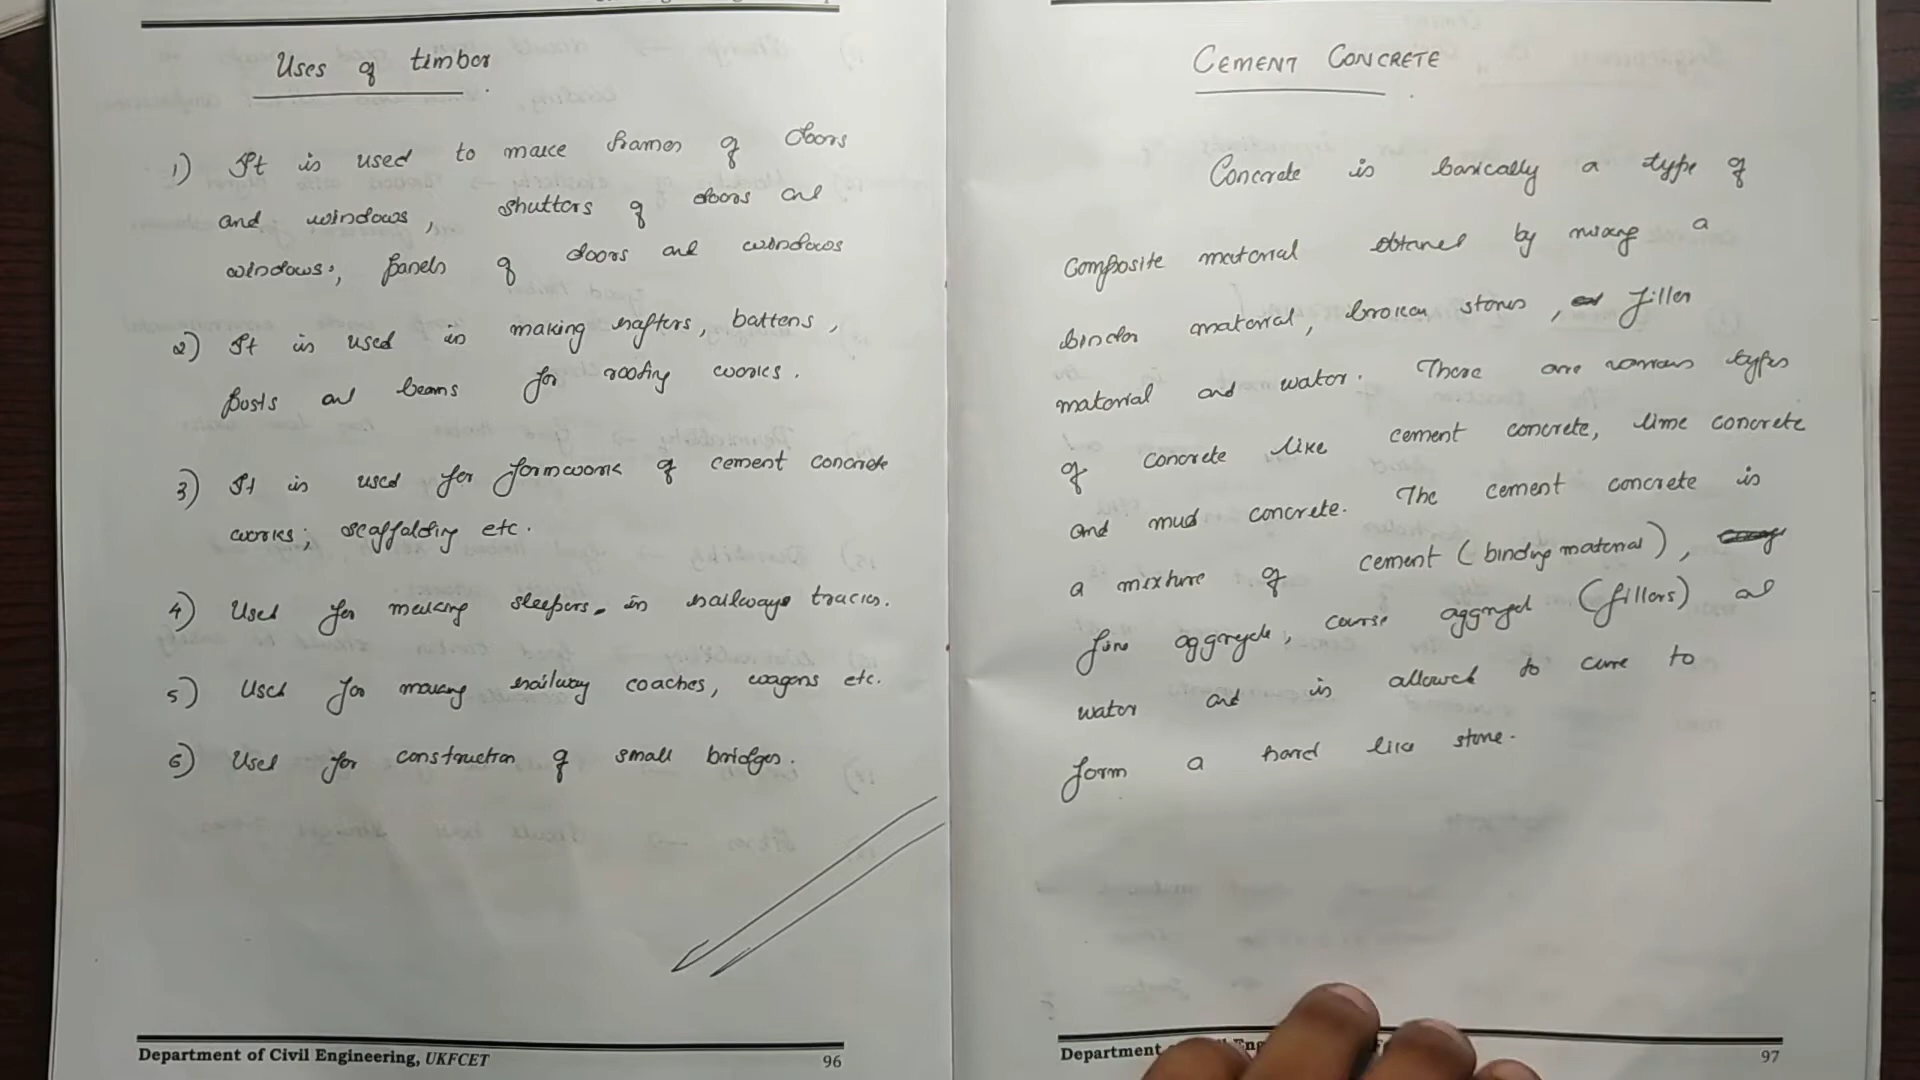 Uses of timber
1) It is used to make frames of doors
and windows, shutters of doors and
windows, panels of doors and windows
2) It is used in making rafters, battens,
posts and beams for roofing works.
3) It is used for formwork of cement concrete
works; scaffolding etc.
4) Used for making sleepers in railways tracks.
5) Used for making railway coaches, wagons etc.
6) Used for construction of small bridges.
Department of Civil Engineering, UKFCET 96
CEMENT CONCRETE
Concrete is basically a type of
composite material obtained by mixing a
binder material, broken stones, filler
material and water. There are various types
of concrete like cement concrete, lime concrete
and mud concrete. The cement concrete is
a mixture of cement (binding material),
fine aggregate, course aggregate (fillers) and
water and is allowed to cure to
form a hard like stone.
Department 97